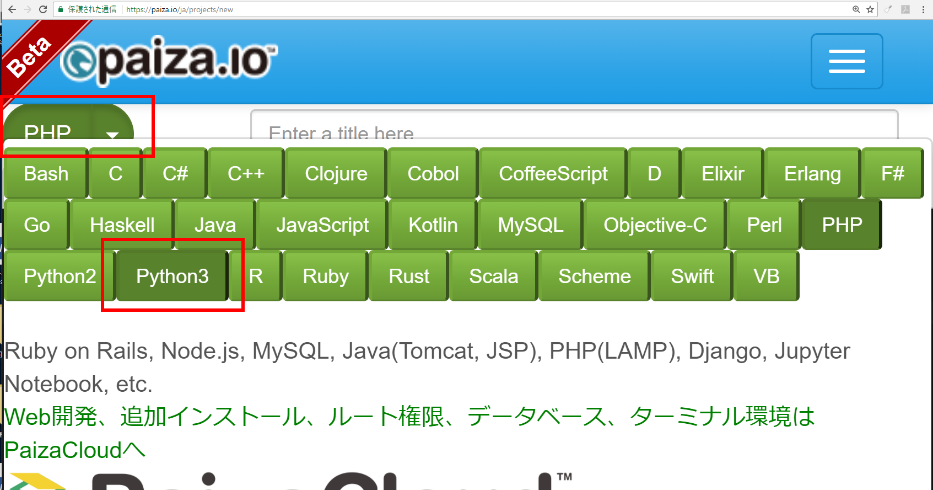 保護された通信 https://paiza.io/ja/projects/new
Beta
paiza.io™
PHP
Enter a title here
Bash C C# C++ Clojure Cobol CoffeeScript D Elixir Erlang F#
Go Haskell Java JavaScript Kotlin MySQL Objective-C Perl PHP
Python2 Python3 R Ruby Rust Scala Scheme Swift VB
Ruby on Rails, Node.js, MySQL, Java(Tomcat, JSP), PHP(LAMP), Django, Jupyter
Notebook, etc.
Web開発、追加インストール、ルート権限、データベース、ターミナル環境は
PaizaCloudへ
PaizaCloud™